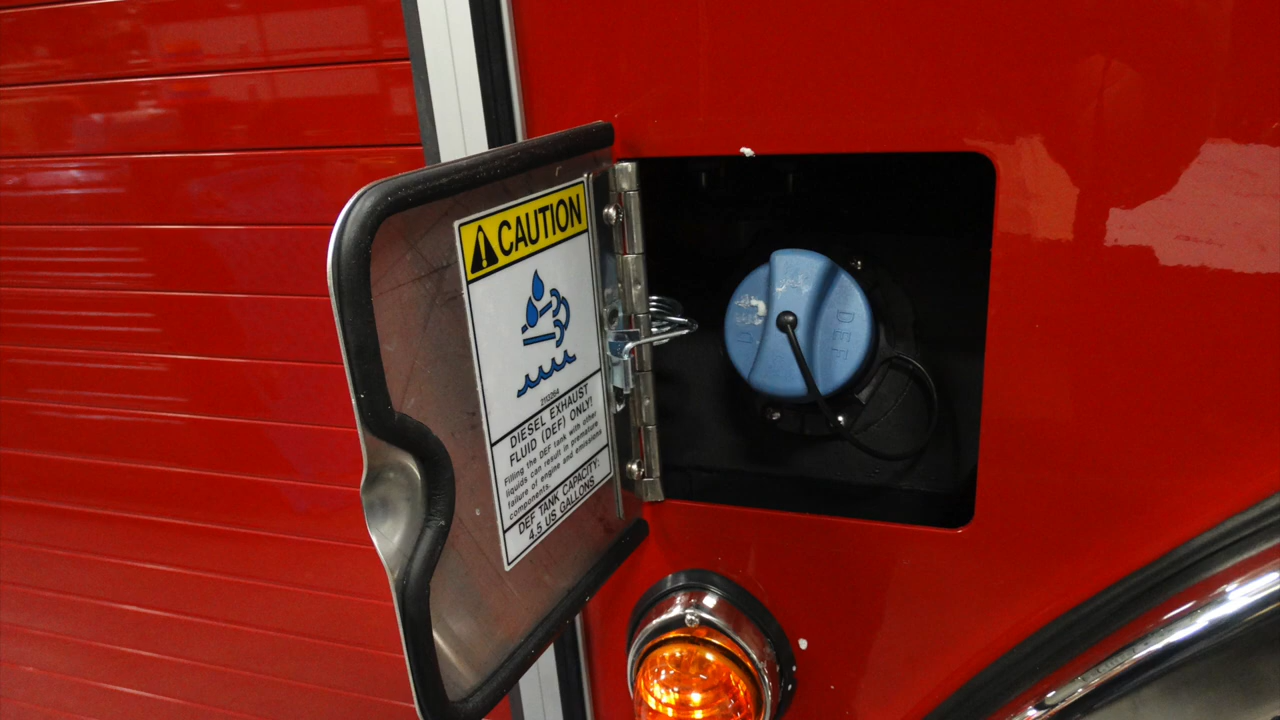 CAUTION
2113264
DIESEL EXHAUST
FLUID (DEF) ONLY!
Filling the DEF tank with other
liquids can result in premature
failure of engine and emissions
components.
DEF TANK CAPACITY:
4.5 US GALLONS
DEF